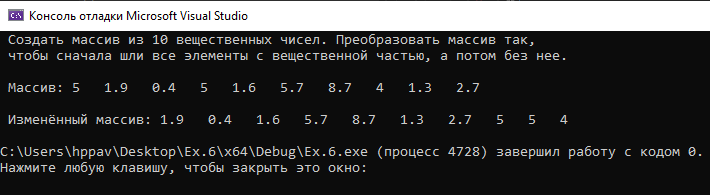 Консоль отладки Microsoft Visual Studio
Создать массив из 10 вещественных чисел. Преобразовать массив так,
чтобы сначала шли все элементы с вещественной частью, а потом без нее.
Массив: 5 1.9 0.4 5 1.6 5.7 8.7 4 1.3 2.7
Изменённый массив: 1.9 0.4 1.6 5.7 8.7 1.3 2.7 5 5 4
C:\Users\hppav\Desktop\Ex.6\x64\Debug\Ex.6.exe (процесс 4728) завершил работу с кодом 0.
Нажмите любую клавишу, чтобы закрыть это окно: